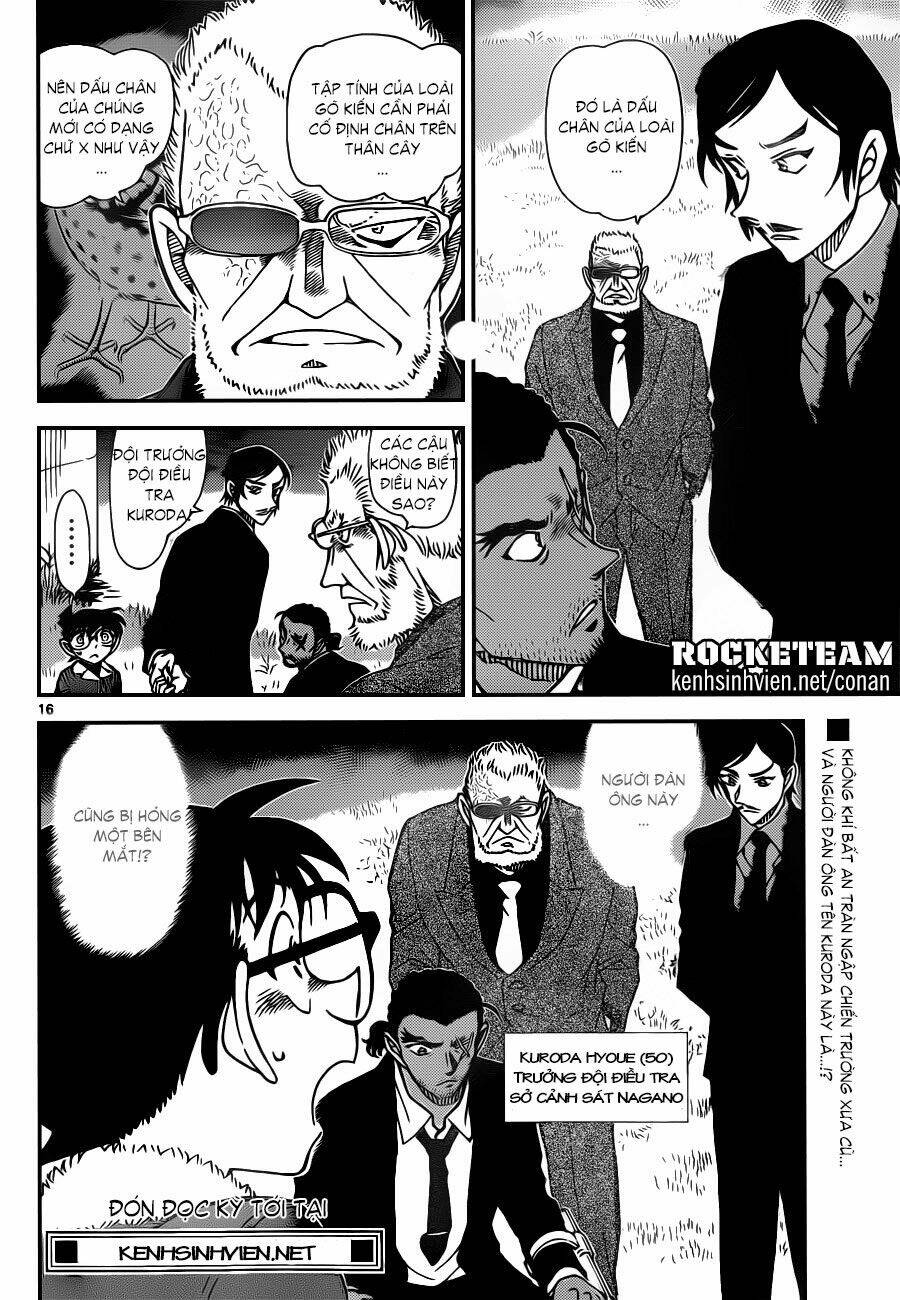 ĐÓ LÀ DẤU
CHÂN CỦA LOÀI
GÕ KIẾN
...
TẬP TÍNH CỦA LOÀI
GÕ KIẾN CẦN PHẢI
CỐ ĐỊNH CHÂN TRÊN
THÂN CÂY
...
NÊN DẤU CHÂN
CỦA CHÚNG
MỚI CÓ DẠNG
CHỮ X NHƯ VẬY
...
ROCKETEAM
kenhsinhvien.net/conan
CÁC CẬU
KHÔNG BIẾT
ĐIỀU NÀY
SAO?
ĐỘI TRƯỞNG
ĐỘI ĐIỀU
TRA
KURODA
......
16
NGƯỜI ĐÀN
ÔNG NÀY
...
CŨNG BỊ HỎNG
MỘT BÊN
MẮT!?
KURODA HYOUE (50)
TRƯỞNG ĐỘI ĐIỀU TRA
SỞ CẢNH SÁT NAGANO
KHÔNG KHÍ BẤT AN TRÀN NGẬP CHIẾN TRƯỜNG XƯA CŨ...
VÀ NGƯỜI ĐÀN ÔNG TÊN KURODA NÀY LÀ...!?
ĐÓN ĐỌC KỲ TỚI TẠI
KENHSINHVIEN.NET